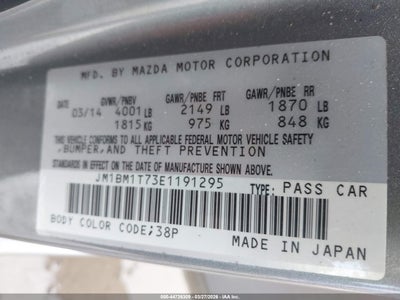 MFD. BY MAZDA MOTOR CORPORATION
GVWR/PNBV GAWR/PNBE FRT GAWR/PNBE RR
03/14 4001 LB 2149 LB 1870 LB
1815 KG 975 KG 848 KG
THIS VEHICLE CONFORMS TO ALL APPLICABLE FEDERAL MOTOR VEHICLE SAFETY
,BUMPER, AND THEFT PREVENTION
STANDARDS IN EFFECT ON THE DATE OF MANUFACTURE SHOWN ABOVE.
JM1BM1T73E1191295 TYPE: PASS CAR
BODY COLOR CODE;38P
MADE IN JAPAN